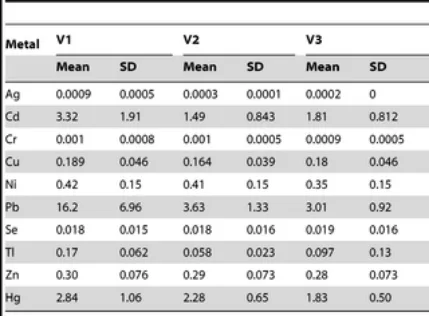 Metal V1 V2 V3
Mean SD Mean SD Mean SD
Ag 0.0009 0.0005 0.0003 0.0001 0.0002 0
Cd 3.32 1.91 1.49 0.843 1.81 0.812
Cr 0.001 0.0008 0.001 0.0005 0.0009 0.0005
Cu 0.189 0.046 0.164 0.039 0.18 0.046
Ni 0.42 0.15 0.41 0.15 0.35 0.15
Pb 16.2 6.96 3.63 1.33 3.01 0.92
Se 0.018 0.015 0.018 0.016 0.019 0.016
Tl 0.17 0.062 0.058 0.023 0.097 0.13
Zn 0.30 0.076 0.29 0.073 0.28 0.073
Hg 2.84 1.06 2.28 0.65 1.83 0.50